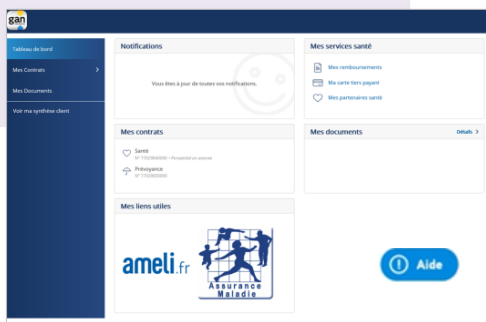 gan
Tableau de bord
Mes Contrats
Mes Documents
Voir ma synthèse client
Notifications
Vous êtes à jour de toutes vos notifications.
Mes services santé
Mes remboursements
Ma carte tiers payant
Mes partenaires santé
Mes contrats
Santé
Prévoyance
Mes documents
Détails
Mes liens utiles
ameli.fr
Assurance
Maladie
Aide